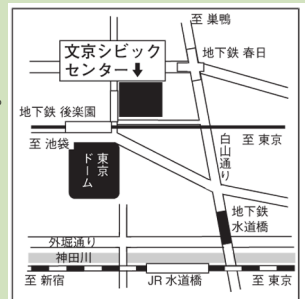 至 巣鴨
文京シビック
センター⬇
地下鉄 春日
地下鉄 後楽園
至 池袋
至 東京
白山通り
東京
ドーム
地下鉄
水道橋
外堀通り
神田川
至 新宿
JR 水道橋
至 東京